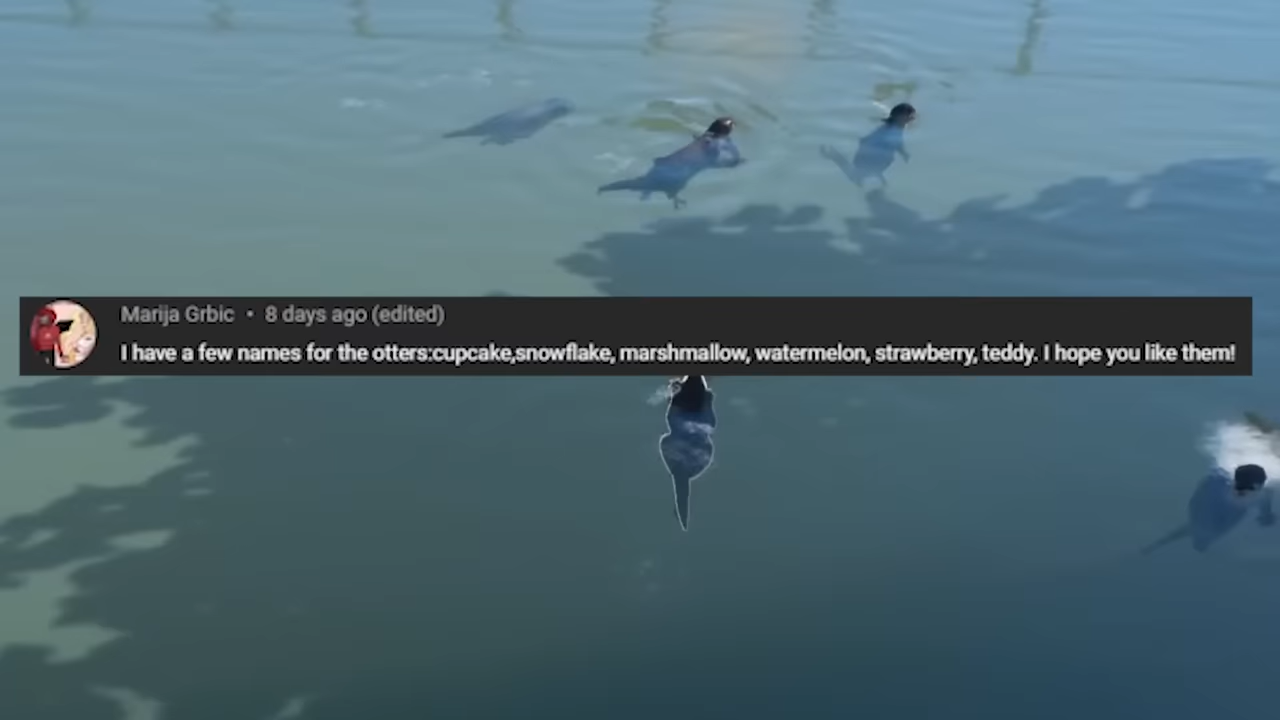 Marija Grbic • 8 days ago (edited)
I have a few names for the otters:cupcake,snowflake, marshmallow, watermelon, strawberry, teddy. I hope you like them!